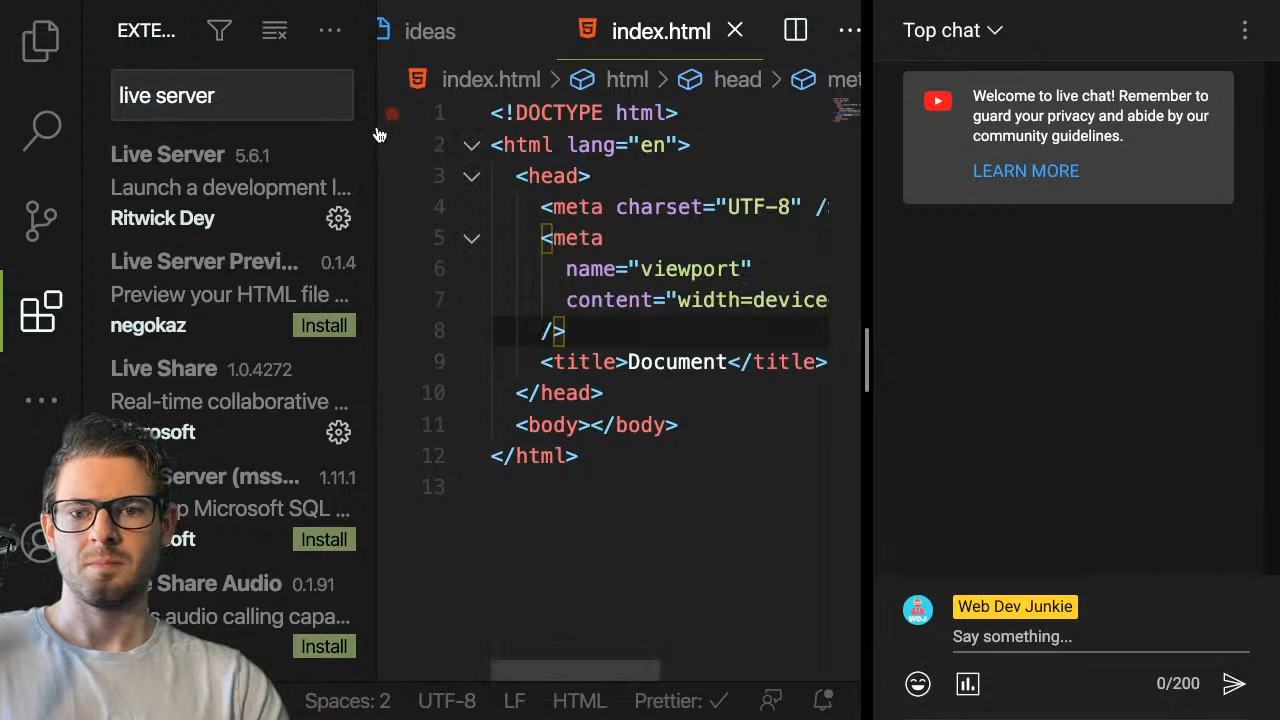 EXTE...
live server
Live Server 5.6.1
Launch a development l...
Ritwick Dey
Live Server Previ... 0.1.4
Preview your HTML file ...
negokaz Install
Live Share 1.0.4272
Real-time collaborative ...
Server (mss... 1.11.1
Microsoft SQL ...
Install
Share Audio 0.1.91
audio calling capa...
Install
ideas
index.html
index.html > html > head > met
1 <!DOCTYPE html>
2 <html lang="en">
3 <head>
4 <meta charset="UTF-8" />
5 <meta
6 name="viewport"
7 content="width=device
8 />
9 <title>Document</title>
10 </head>
11 <body></body>
12 </html>
13
Spaces: 2 UTF-8 LF HTML Prettier: ✓
Top chat
Welcome to live chat! Remember to
guard your privacy and abide by our
community guidelines.
LEARN MORE
WDJ
Web Dev Junkie
Say something...
0/200